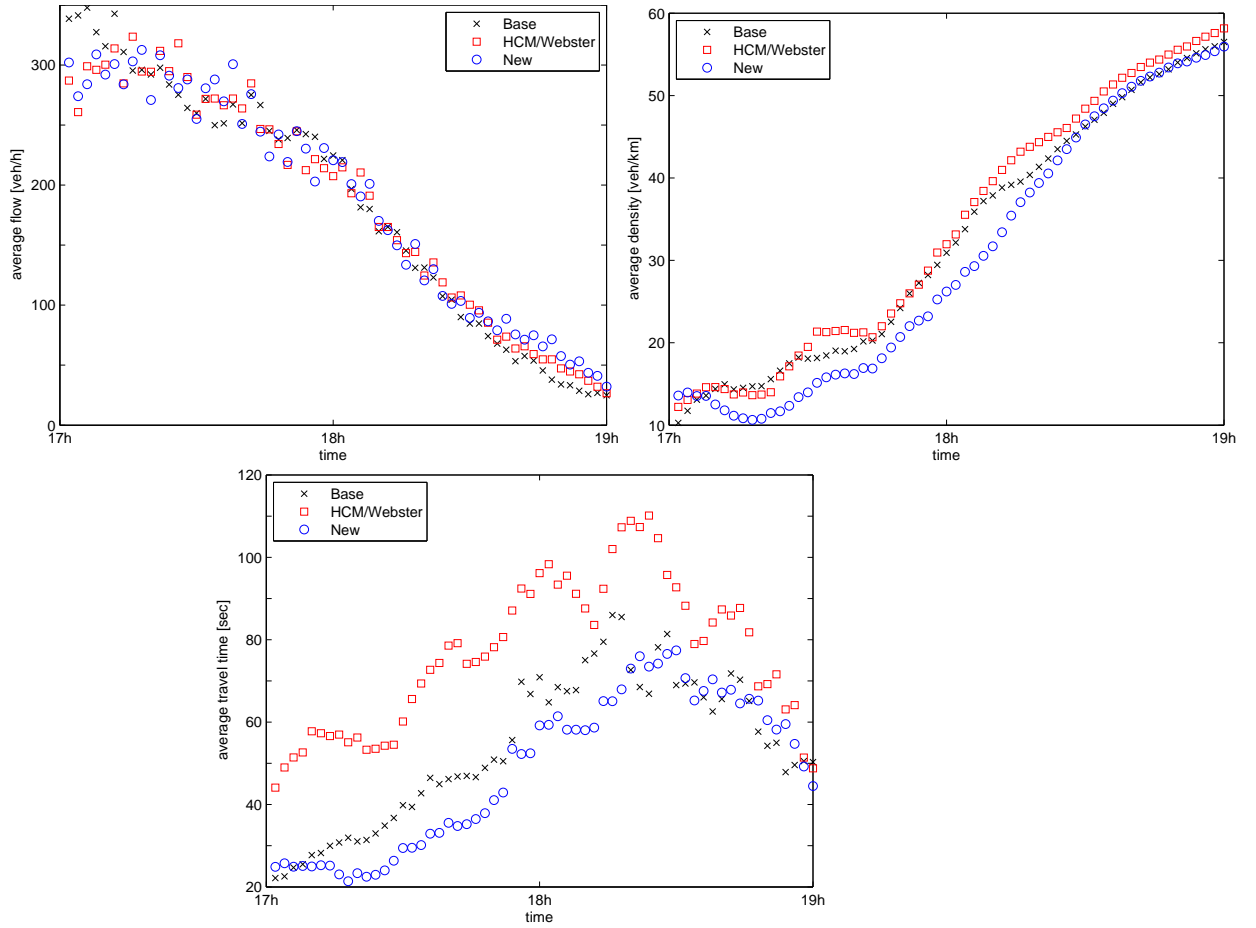 Base
HCM/Webster
New
300
200
100
0
average flow [veh/h]
17h
18h
19h
time
Base
HCM/Webster
New
60
50
40
30
20
10
average density [veh/km]
17h
18h
19h
time
Base
HCM/Webster
New
120
100
80
60
40
20
average travel time [sec]
17h
18h
19h
time